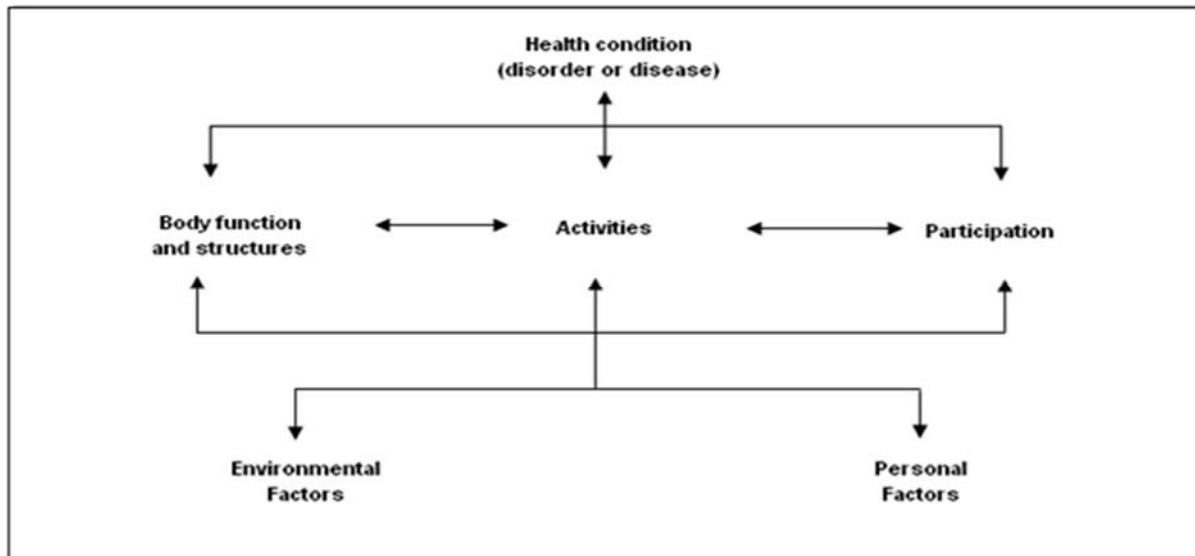 Health condition
(disorder or disease)
Body function
and structures
Activities
Participation
Environmental
Factors
Personal
Factors